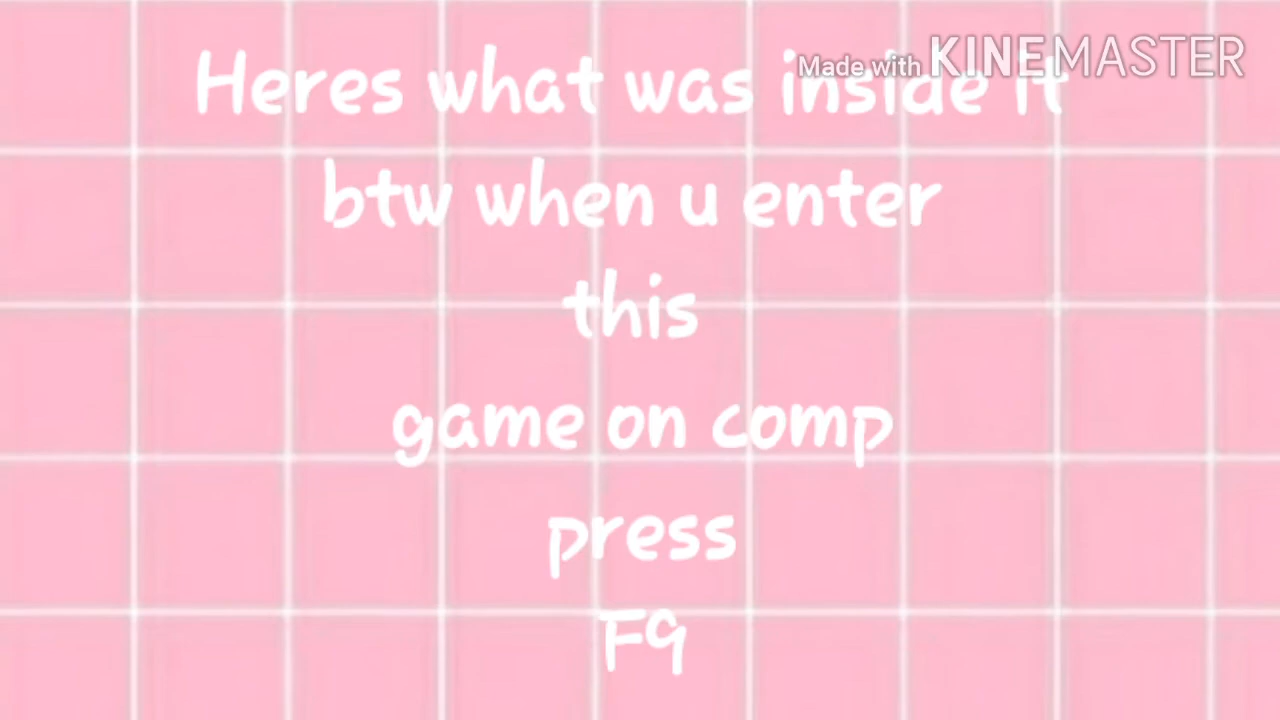 Made with KINEMASTER
Heres what was inside it
btw when u enter
this
game on comp
press
F9